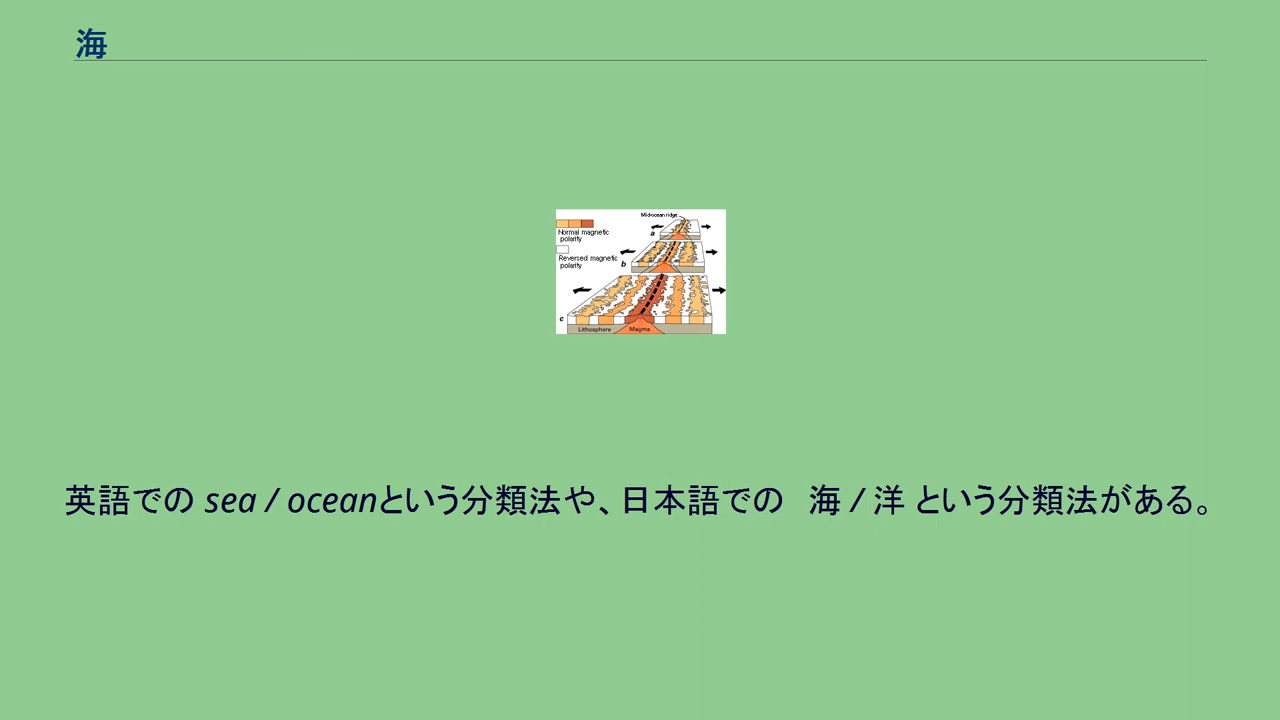 海
Mid-ocean ridge
Normal magnetic
polarity
a
Reversed magnetic
polarity
b
c
Lithosphere
Magma
英語での sea / oceanという分類法や、日本語での　海 / 洋 という分類法がある。